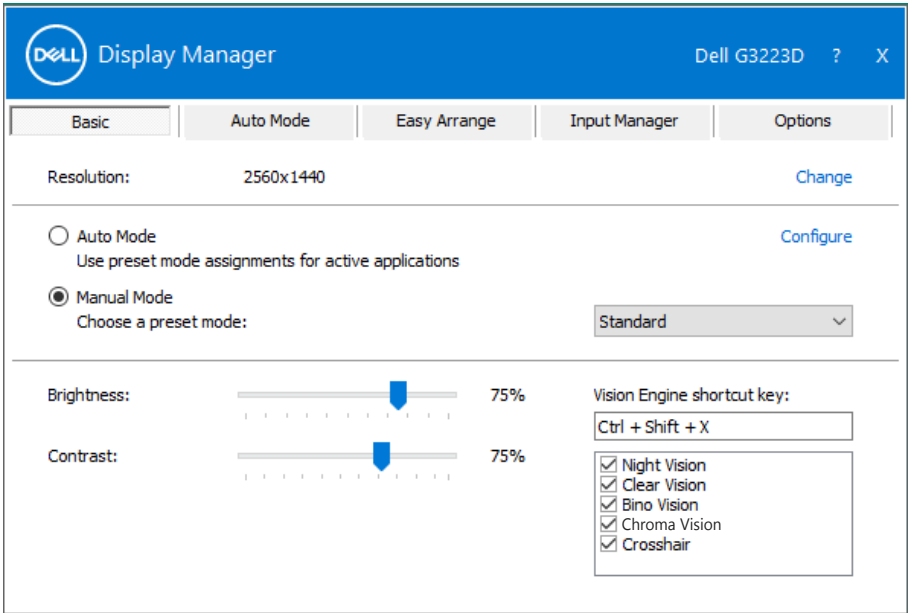 DELL Display Manager Dell G3223D ? X
Basic Auto Mode Easy Arrange Input Manager Options
Resolution: 2560x1440 Change
Auto Mode Configure
Use preset mode assignments for active applications
Manual Mode
Choose a preset mode: Standard
Brightness: 75% Vision Engine shortcut key:
Ctrl + Shift + X
Contrast: 75%
Night Vision
Clear Vision
Bino Vision
Chroma Vision
Crosshair